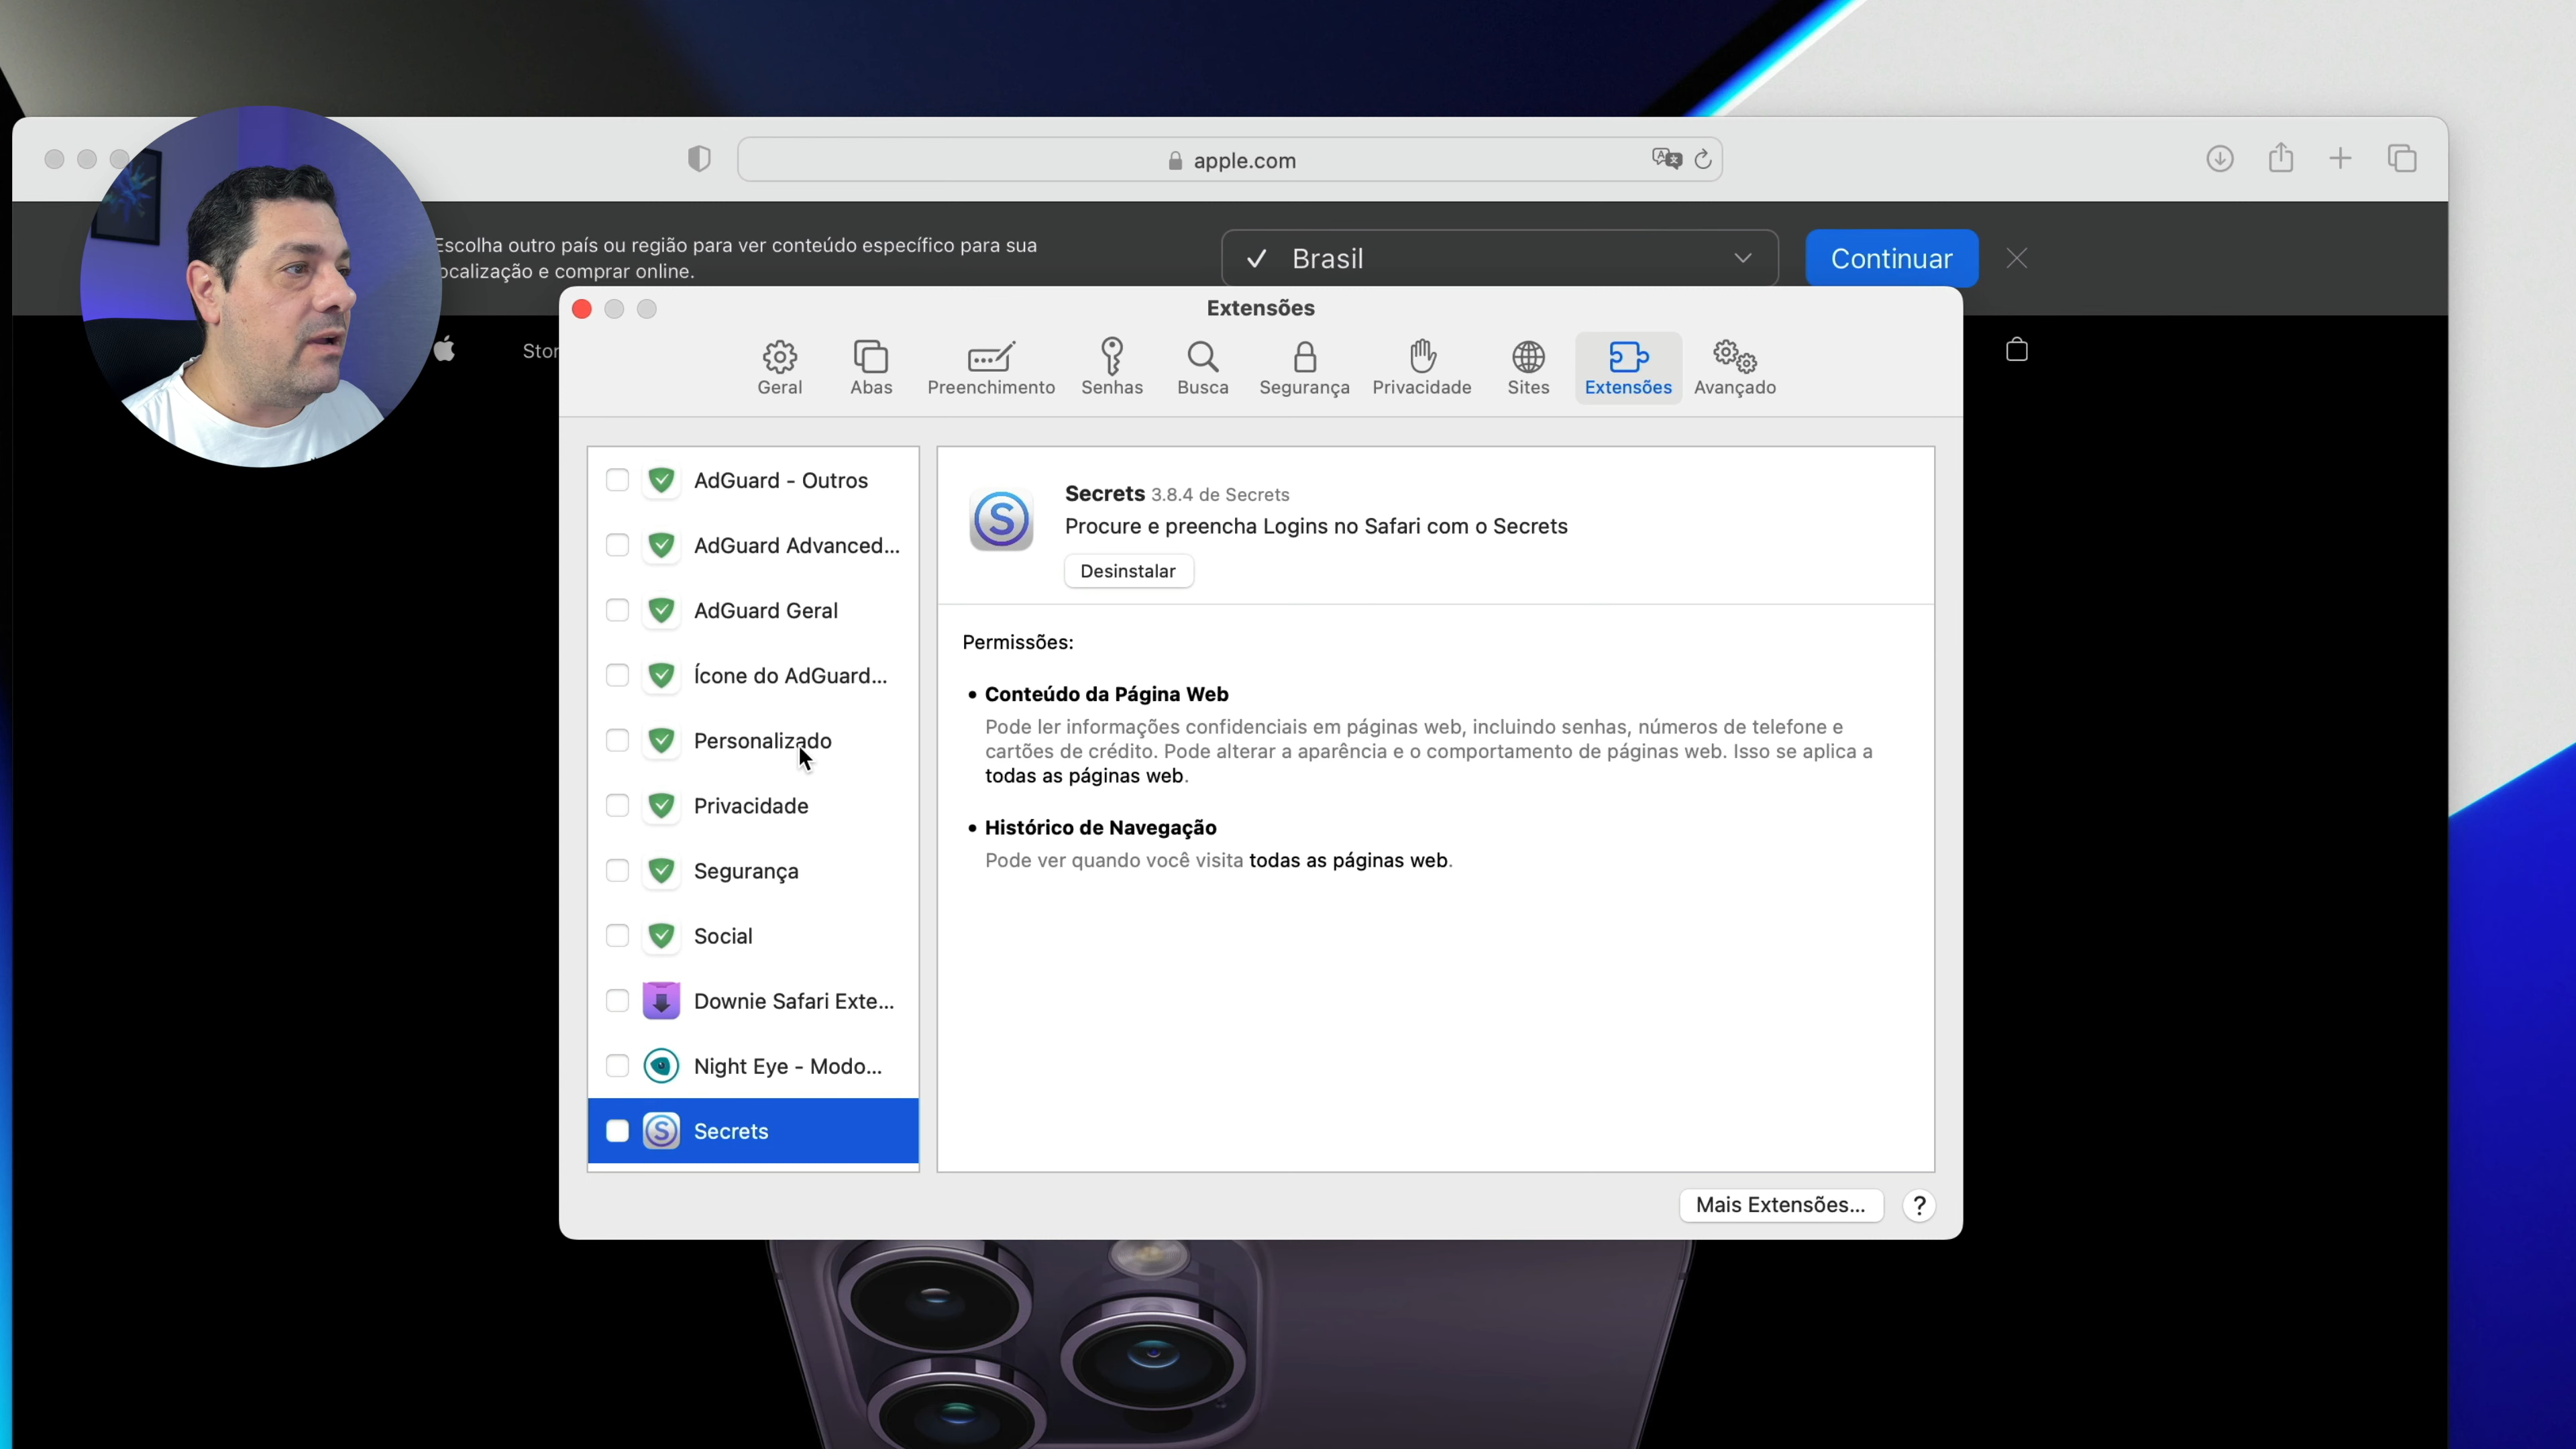 apple.com
Escolha outro país ou região para ver conteúdo específico para sua
ocalização e comprar online.
Brasil
Continuar
Stor
Extensões
Geral
Abas
Preenchimento
Senhas
Busca
Segurança
Privacidade
Sites
Extensões
Avançado
AdGuard - Outros
AdGuard Advanced...
AdGuard Geral
Ícone do AdGuard...
Personalizado
Privacidade
Segurança
Social
Downie Safari Exte...
Night Eye - Modo...
Secrets
Secrets 3.8.4 de Secrets
Procure e preencha Logins no Safari com o Secrets
Desinstalar
Permissões:
• Conteúdo da Página Web
Pode ler informações confidenciais em páginas web, incluindo senhas, números de telefone e
cartões de crédito. Pode alterar a aparência e o comportamento de páginas web. Isso se aplica a
todas as páginas web.
• Histórico de Navegação
Pode ver quando você visita todas as páginas web.
Mais Extensões...
?